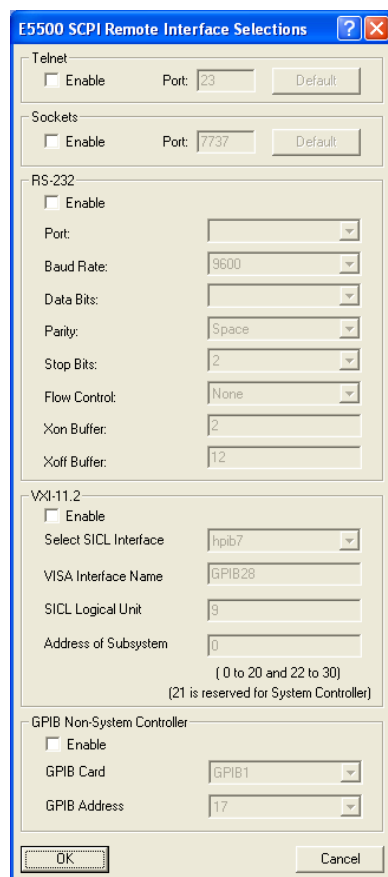 E5500 SCPI Remote Interface Selections
Telnet
Enable Port: 23 Default
Sockets
Enable Port: 7737 Default
RS-232
Enable
Port:
Baud Rate: 9600
Data Bits:
Parity: Space
Stop Bits: 2
Flow Control: None
Xon Buffer: 2
Xoff Buffer: 12
VXI-11.2
Enable
Select SICL Interface hpib7
VISA Interface Name GPIB28
SICL Logical Unit 9
Address of Subsystem 0
( 0 to 20 and 22 to 30)
(21 is reserved for System Controller)
GPIB Non-System Controller
Enable
GPIB Card GPIB1
GPIB Address 17
OK Cancel